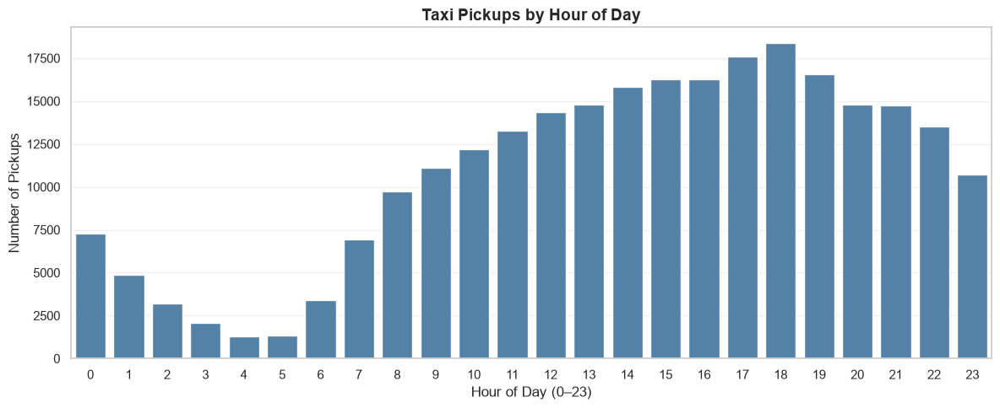 Taxi Pickups by Hour of Day
Number of Pickups
17500
15000
12500
10000
7500
5000
2500
0
0 1 2 3 4 5 6 7 8 9 10 11 12 13 14 15 16 17 18 19 20 21 22 23
Hour of Day (0–23)